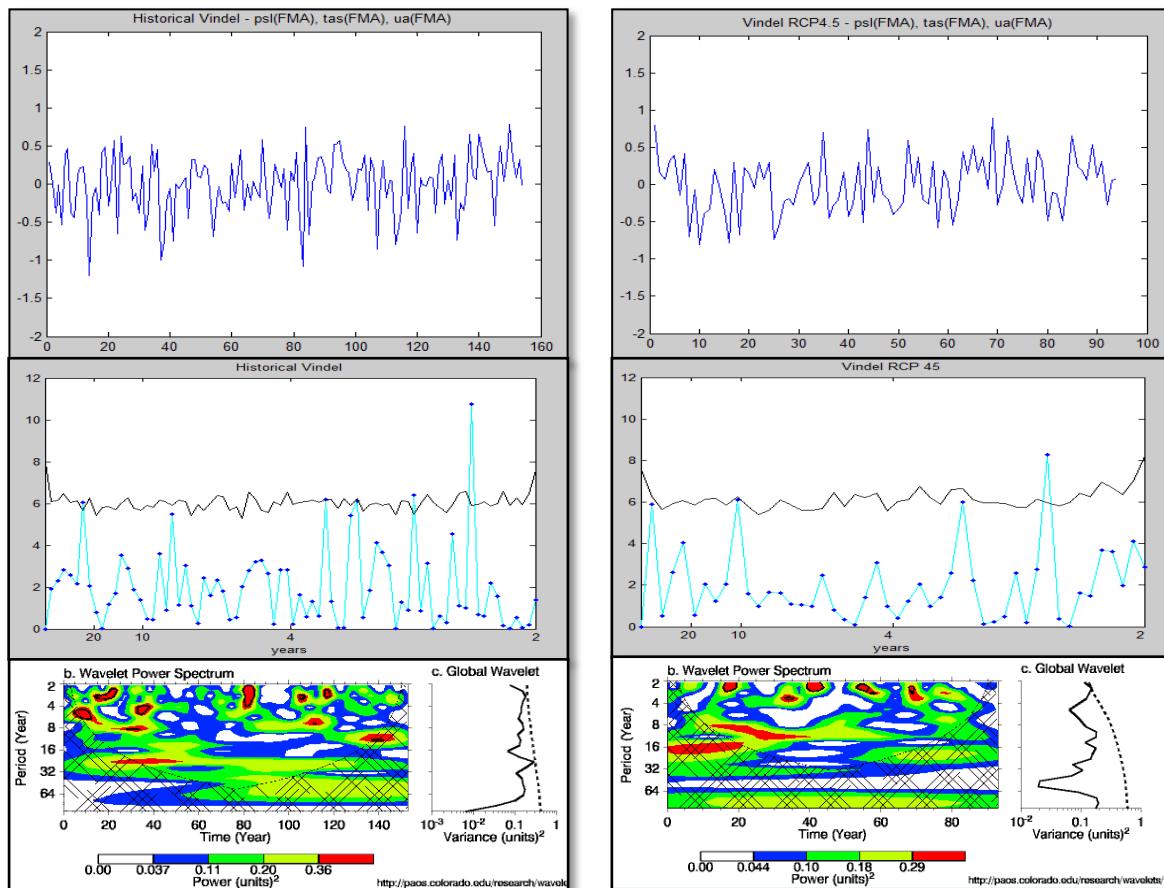 Historical Vindel - psl(FMA), tas(FMA), ua(FMA)
2
1.5
1
0.5
0
-0.5
-1
-1.5
-2
0 20 40 60 80 100 120 140 160
Vindel RCP4.5 - psl(FMA), tas(FMA), ua(FMA)
2
1.5
1
0.5
0
-0.5
-1
-1.5
-2
0 10 20 30 40 50 60 70 80 90 100
Historical Vindel
12
10
8
6
4
2
0
20 10 4 2
years
Vindel RCP 45
12
10
8
6
4
2
0
20 10 4 2
years
b. Wavelet Power Spectrum
Period (Year)
2
4
8
16
32
64
0 20 40 60 80 100 120 140
Time (Year)
0.00 0.037 0.11 0.20 0.36
Power (units)²
c. Global Wavelet
10⁻³ 0.1 10
Variance (units)²
http://paos.colorado.edu/research/wavele
b. Wavelet Power Spectrum
Period (Year)
2
4
8
16
32
64
0 20 40 60 80
Time (Year)
0.00 0.044 0.10 0.18 0.29
Power (units)²
c. Global Wavelet
10⁻² 0.1 1
Variance (units)²
http://paos.colorado.edu/research/wavelets/